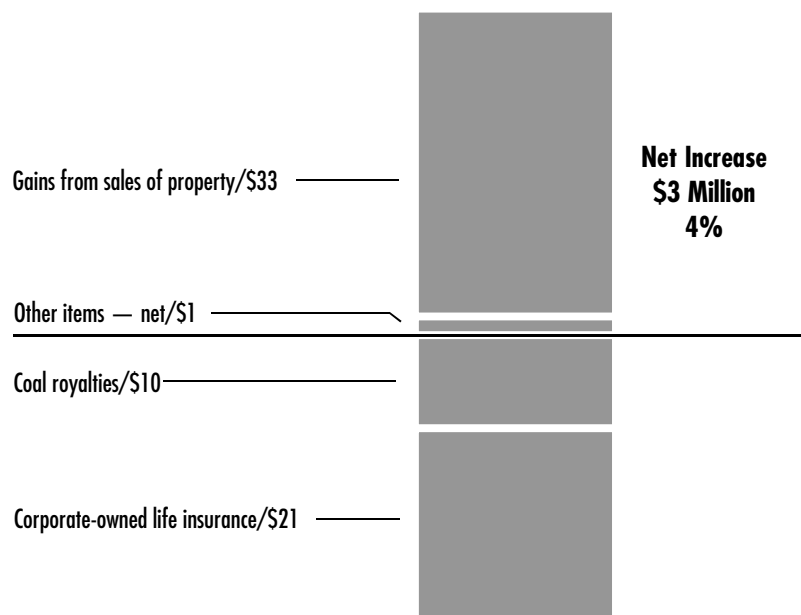 Net Increase
$3 Million
4%
Gains from sales of property/$33
Other items — net/$1
Coal royalties/$10
Corporate-owned life insurance/$21